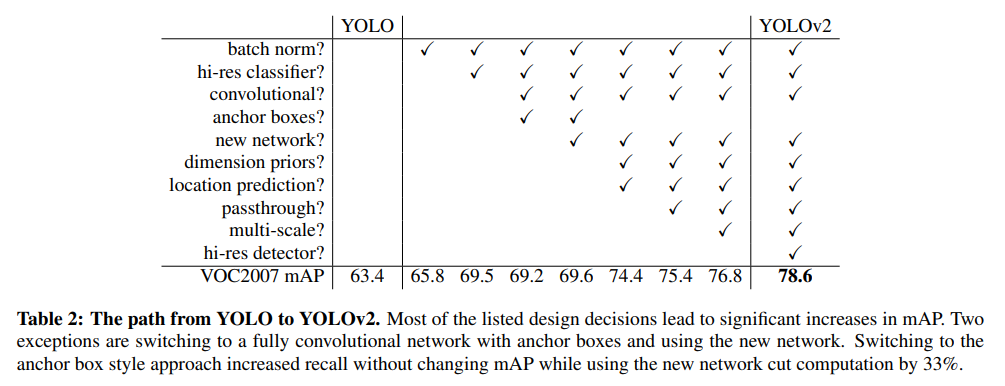 YOLO YOLOv2
batch norm? ✓ ✓ ✓ ✓ ✓ ✓ ✓ ✓
hi-res classifier? ✓ ✓ ✓ ✓ ✓ ✓ ✓
convolutional? ✓ ✓ ✓ ✓ ✓ ✓
anchor boxes? ✓ ✓
new network? ✓ ✓ ✓ ✓ ✓
dimension priors? ✓ ✓ ✓ ✓
location prediction? ✓ ✓ ✓ ✓
passthrough? ✓ ✓ ✓
multi-scale? ✓ ✓
hi-res detector? ✓
VOC2007 mAP 63.4 65.8 69.5 69.2 69.6 74.4 75.4 76.8 78.6
Table 2: The path from YOLO to YOLOv2. Most of the listed design decisions lead to significant increases in mAP. Two
exceptions are switching to a fully convolutional network with anchor boxes and using the new network. Switching to the
anchor box style approach increased recall without changing mAP while using the new network cut computation by 33%.